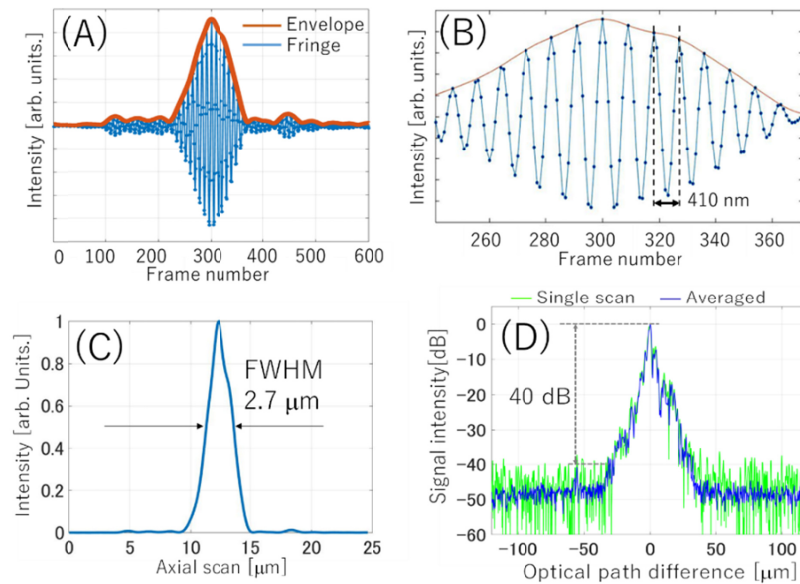 (A)
Envelope
Fringe
Intensity [arb. units.]
0 100 200 300 400 500 600
Frame number
(B)
Intensity [arb. units.]
410 nm
260 280 300 320 340 360
Frame number
(C)
FWHM
2.7 μm
Intensity [arb. Units.]
1
0.8
0.6
0.4
0.2
0
0 5 10 15 20 25
Axial scan [μm]
Single scan Averaged
(D)
40 dB
Signal intensity[dB]
0
−10
−20
−30
−40
−50
−60
−100 −50 0 50 100
Optical path difference [μm]